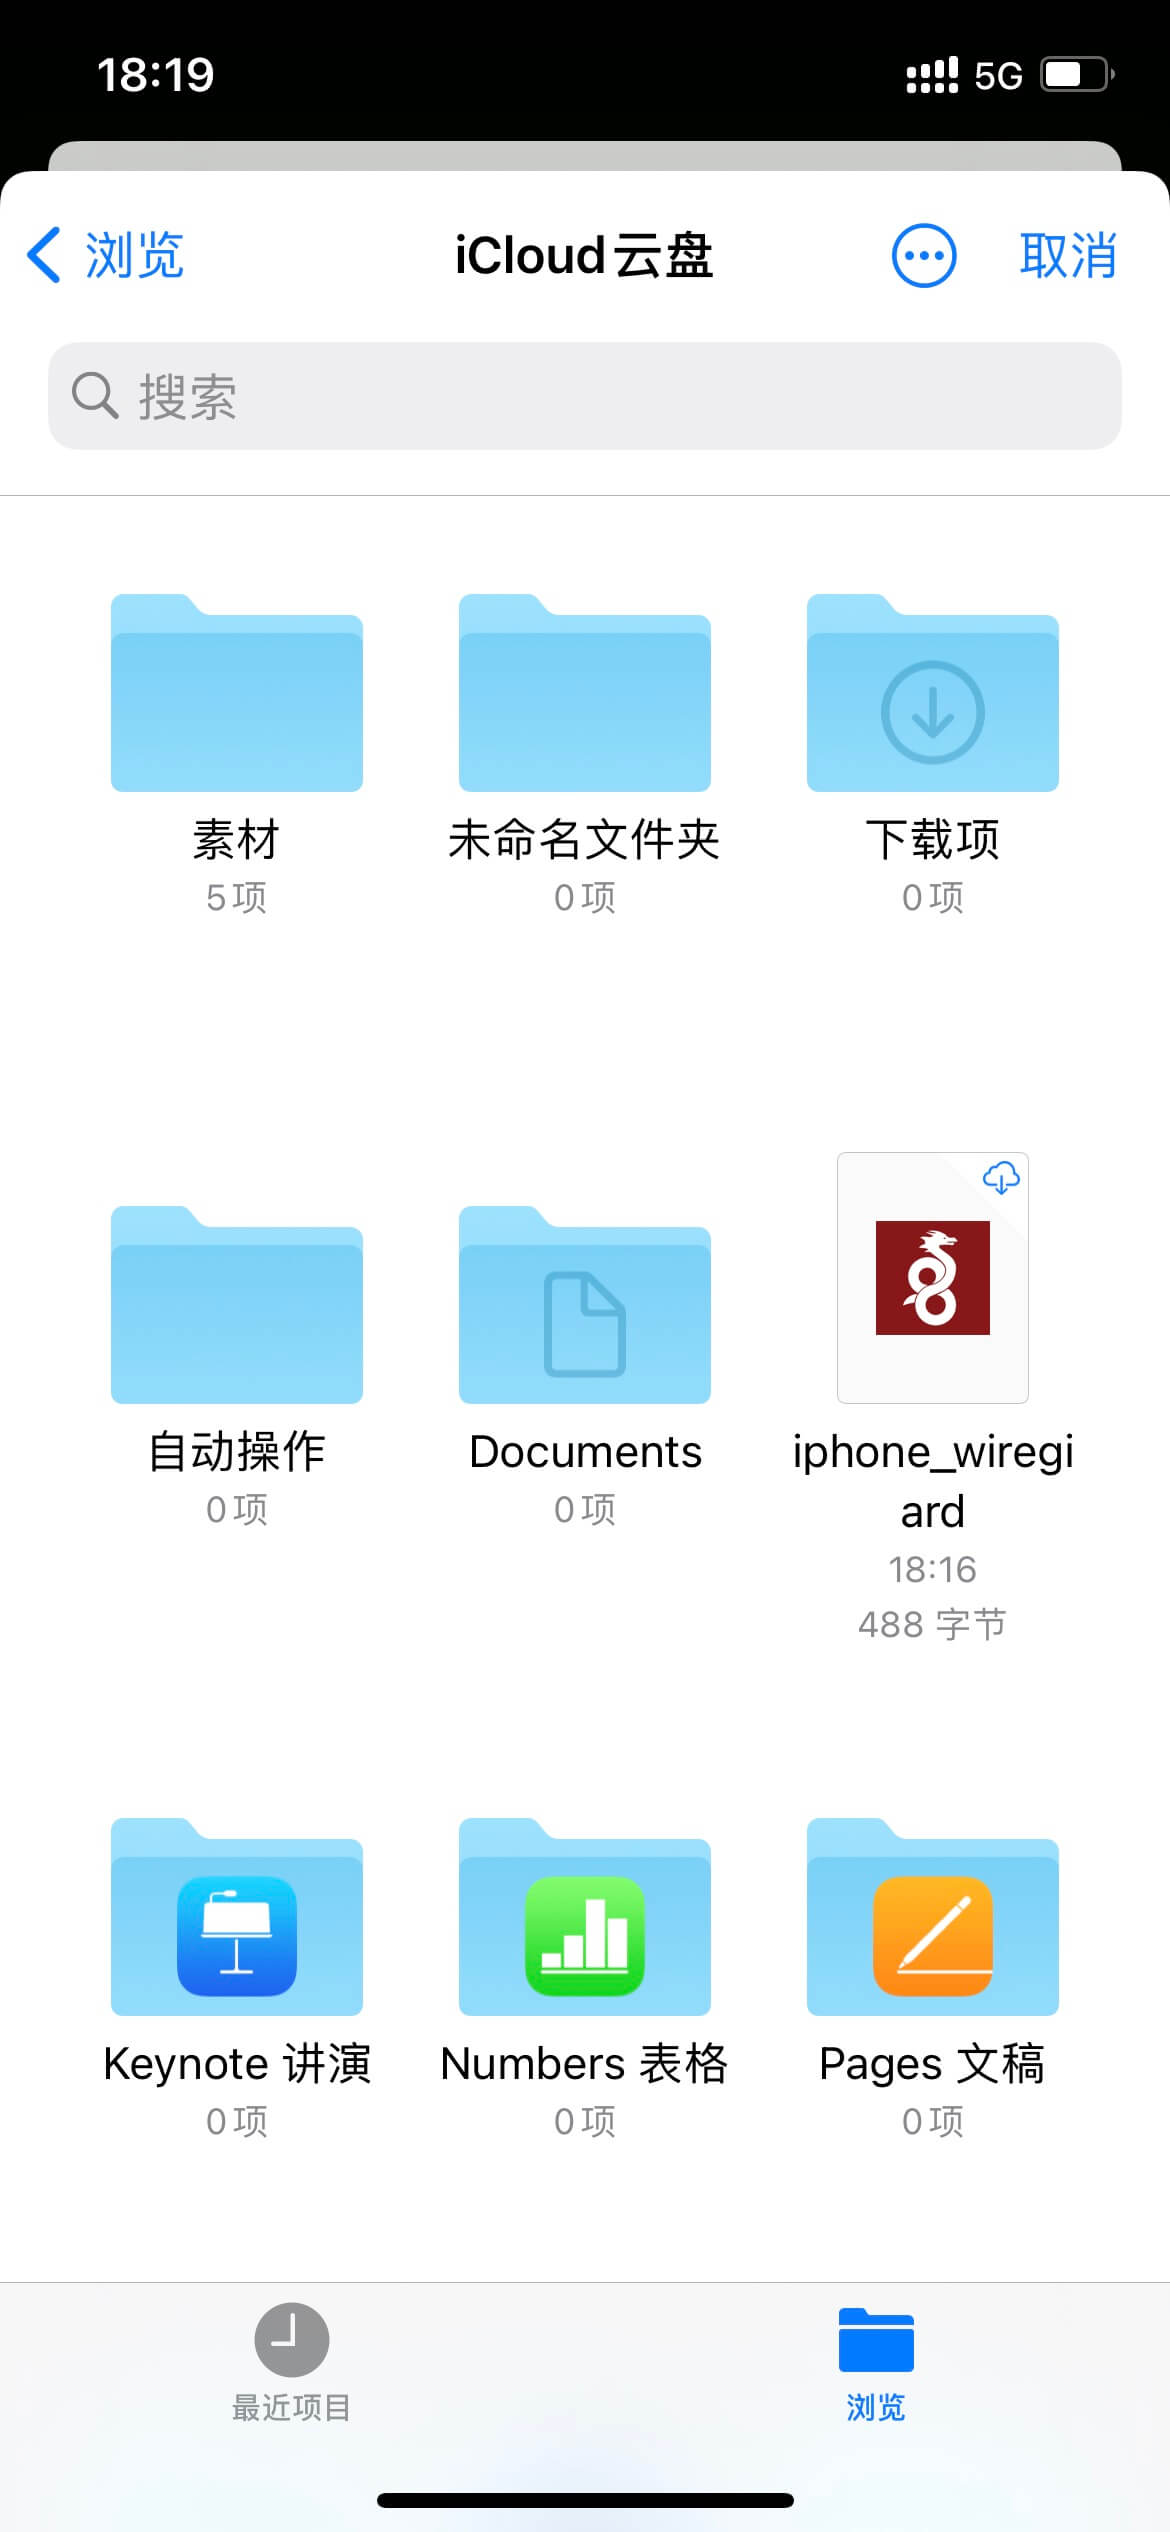 18:19
5G
浏览
iCloud云盘
取消
搜索
素材
未命名文件夹
下载项
5项
0项
0项
自动操作
Documents
iphone_wiregi
ard
0项
0项
18:16
488 字节
Keynote 讲演
Numbers 表格
Pages 文稿
0项
0项
0项
最近项目
浏览